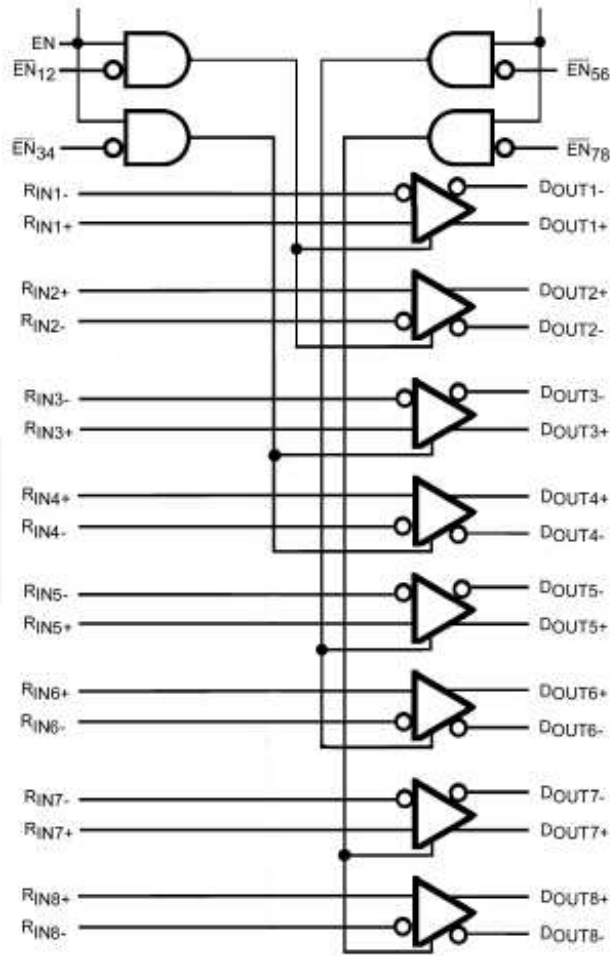 EN
EN12
EN56
EN34
EN78
RIN1-
DOUT1-
RIN1+
DOUT1+
RIN2+
DOUT2+
RIN2-
DOUT2-
RIN3-
DOUT3-
RIN3+
DOUT3+
RIN4+
DOUT4+
RIN4-
DOUT4-
RIN5-
DOUT5-
RIN5+
DOUT5+
RIN6+
DOUT6+
RIN6-
DOUT6-
RIN7-
DOUT7-
RIN7+
DOUT7+
RIN8+
DOUT8+
RIN8-
DOUT8-